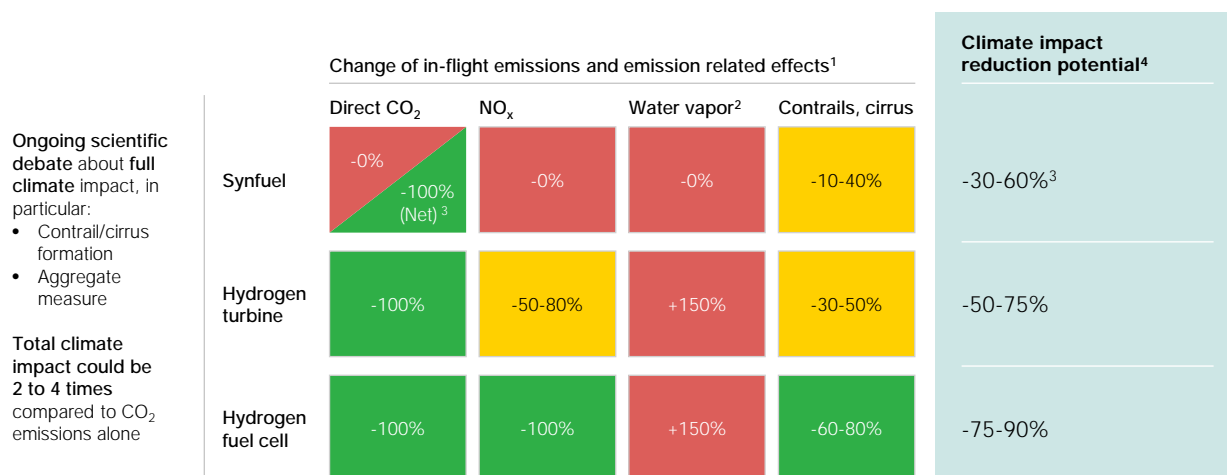 Climate impact
reduction potential⁴
Change of in-flight emissions and emission related effects¹
Direct CO₂ NOₓ Water vapor² Contrails, cirrus
Ongoing scientific
debate about full
climate impact, in
particular:
• Contrail/cirrus
formation
• Aggregate
measure
Total climate
impact could be
2 to 4 times
compared to CO₂
emissions alone
Synfuel
-0%
-100%
(Net) ³
-0%
-0%
-10-40%
-30-60%³
Hydrogen
turbine
-100%
-50-80%
+150%
-30-50%
-50-75%
Hydrogen
fuel cell
-100%
-100%
+150%
-60-80%
-75-90%